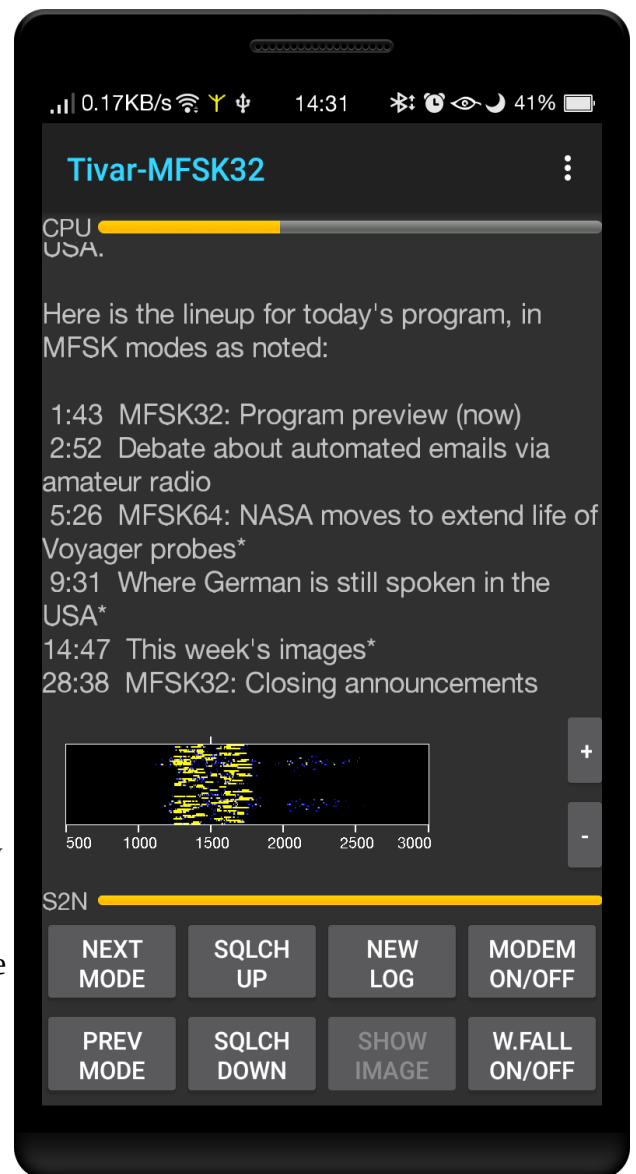 0.17KB/s 14:31 41%
Tivar-MFSK32
CPU
USA.
Here is the lineup for today's program, in
MFSK modes as noted:
1:43 MFSK32: Program preview (now)
2:52 Debate about automated emails via
amateur radio
5:26 MFSK64: NASA moves to extend life of
Voyager probes*
9:31 Where German is still spoken in the
USA*
14:47 This week's images*
28:38 MFSK32: Closing announcements
+
500 1000 1500 2000 2500 3000
-
S2N
NEXT MODE
SQLCH UP
NEW LOG
MODEM ON/OFF
PREV MODE
SQLCH DOWN
SHOW IMAGE
W.FALL ON/OFF